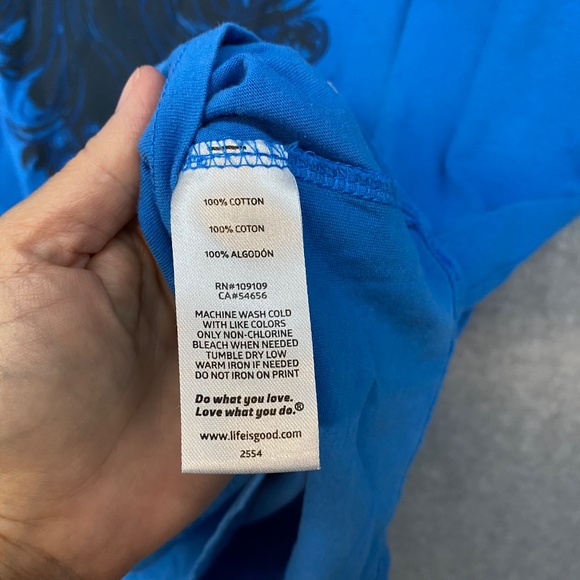 100% COTTON
100% COTON
100% ALGODÓN
RN#109109
CA#54656
MACHINE WASH COLD
WITH LIKE COLORS
ONLY NON-CHLORINE
BLEACH WHEN NEEDED
TUMBLE DRY LOW
WARM IRON IF NEEDED
DO NOT IRON ON PRINT
Do what you love.
Love what you do.®
www.lifeisgood.com
2554